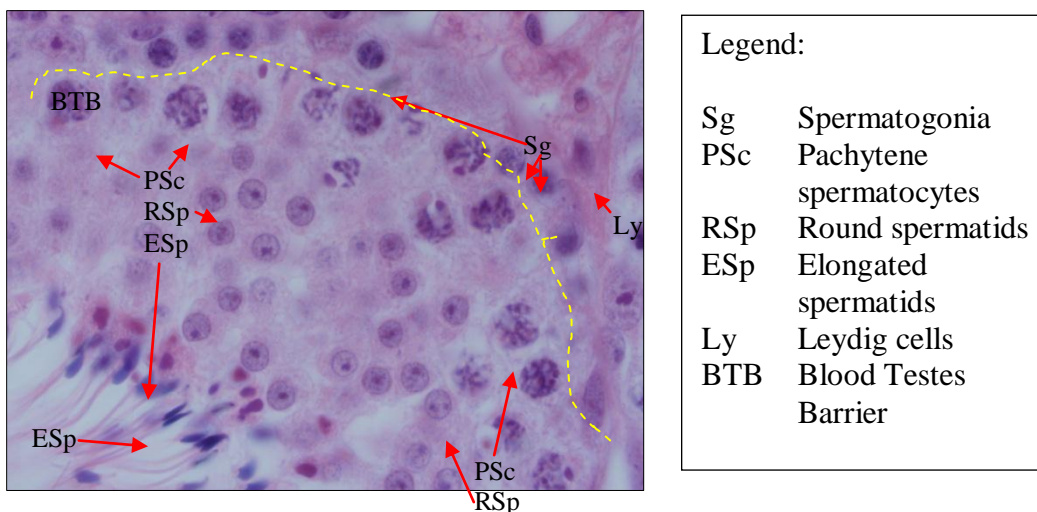 BTB
Sg
PSc
RSp
ESp
Ly
ESp
PSc
RSp
Legend:
Sg Spermatogonia
PSc Pachytene
spermatocytes
RSp Round spermatids
ESp Elongated
spermatids
Ly Leydig cells
BTB Blood Testes
Barrier